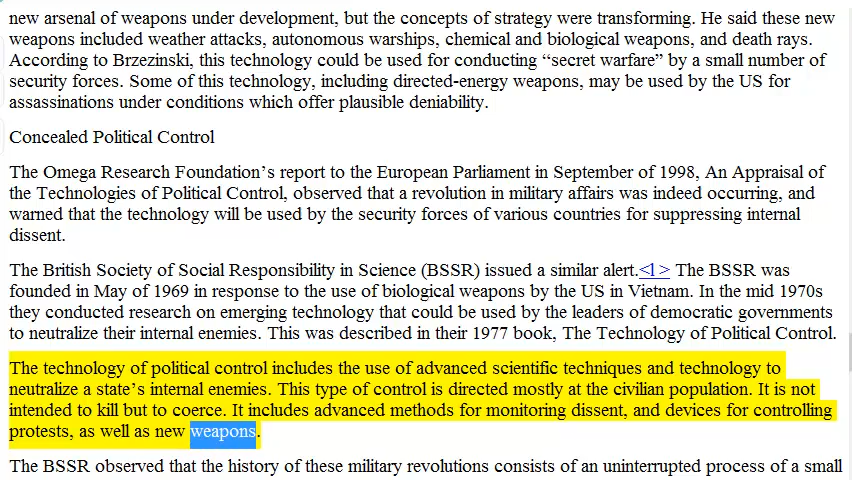 new arsenal of weapons under development, but the concepts of strategy were transforming. He said these new
weapons included weather attacks, autonomous warships, chemical and biological weapons, and death rays.
According to Brzezinski, this technology could be used for conducting “secret warfare” by a small number of
security forces. Some of this technology, including directed-energy weapons, may be used by the US for
assassinations under conditions which offer plausible deniability.
Concealed Political Control
The Omega Research Foundation’s report to the European Parliament in September of 1998, An Appraisal of
the Technologies of Political Control, observed that a revolution in military affairs was indeed occurring, and
warned that the technology will be used by the security forces of various countries for suppressing internal
dissent.
The British Society of Social Responsibility in Science (BSSR) issued a similar alert.<1> The BSSR was
founded in May of 1969 in response to the use of biological weapons by the US in Vietnam. In the mid 1970s
they conducted research on emerging technology that could be used by the leaders of democratic governments
to neutralize their internal enemies. This was described in their 1977 book, The Technology of Political Control.
The technology of political control includes the use of advanced scientific techniques and technology to
neutralize a state’s internal enemies. This type of control is directed mostly at the civilian population. It is not
intended to kill but to coerce. It includes advanced methods for monitoring dissent, and devices for controlling
protests, as well as new weapons.
The BSSR observed that the history of these military revolutions consists of an uninterrupted process of a small